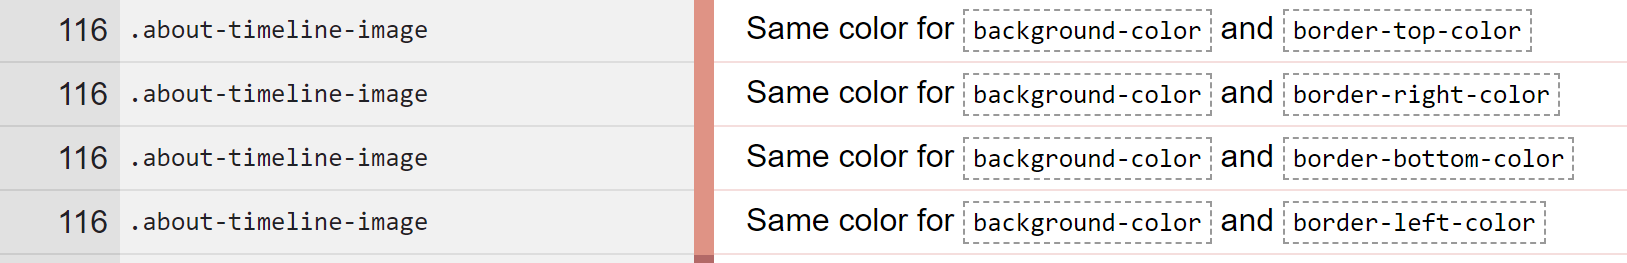 116 .about-timeline-image Same color for background-color and border-top-color
116 .about-timeline-image Same color for background-color and border-right-color
116 .about-timeline-image Same color for background-color and border-bottom-color
116 .about-timeline-image Same color for background-color and border-left-color